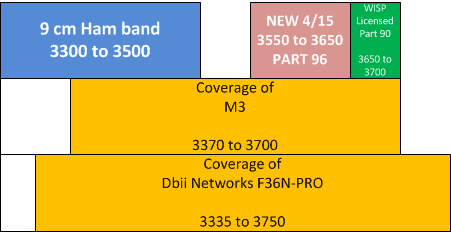 9 cm Ham band
3300 to 3500
NEW 4/15
3550 to 3650
PART 96
WISP
Licensed
Part 90
3650 to
3700
Coverage of
M3
3370 to 3700
Coverage of
Dbii Networks F36N-PRO
3335 to 3750